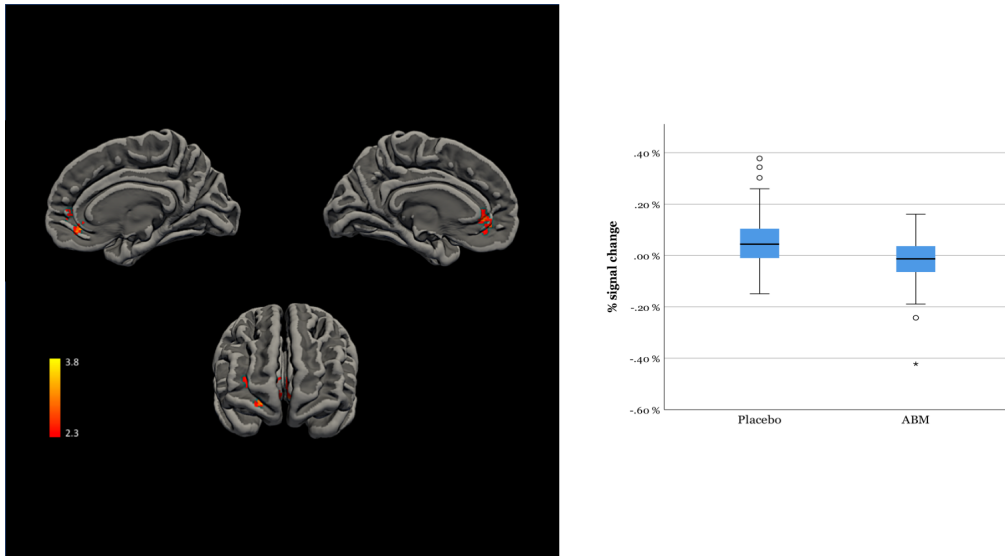 3.8
2.3
% signal change
.40 %
.20 %
.00 %
-.20 %
-.40 %
-.60 %
Placebo
ABM